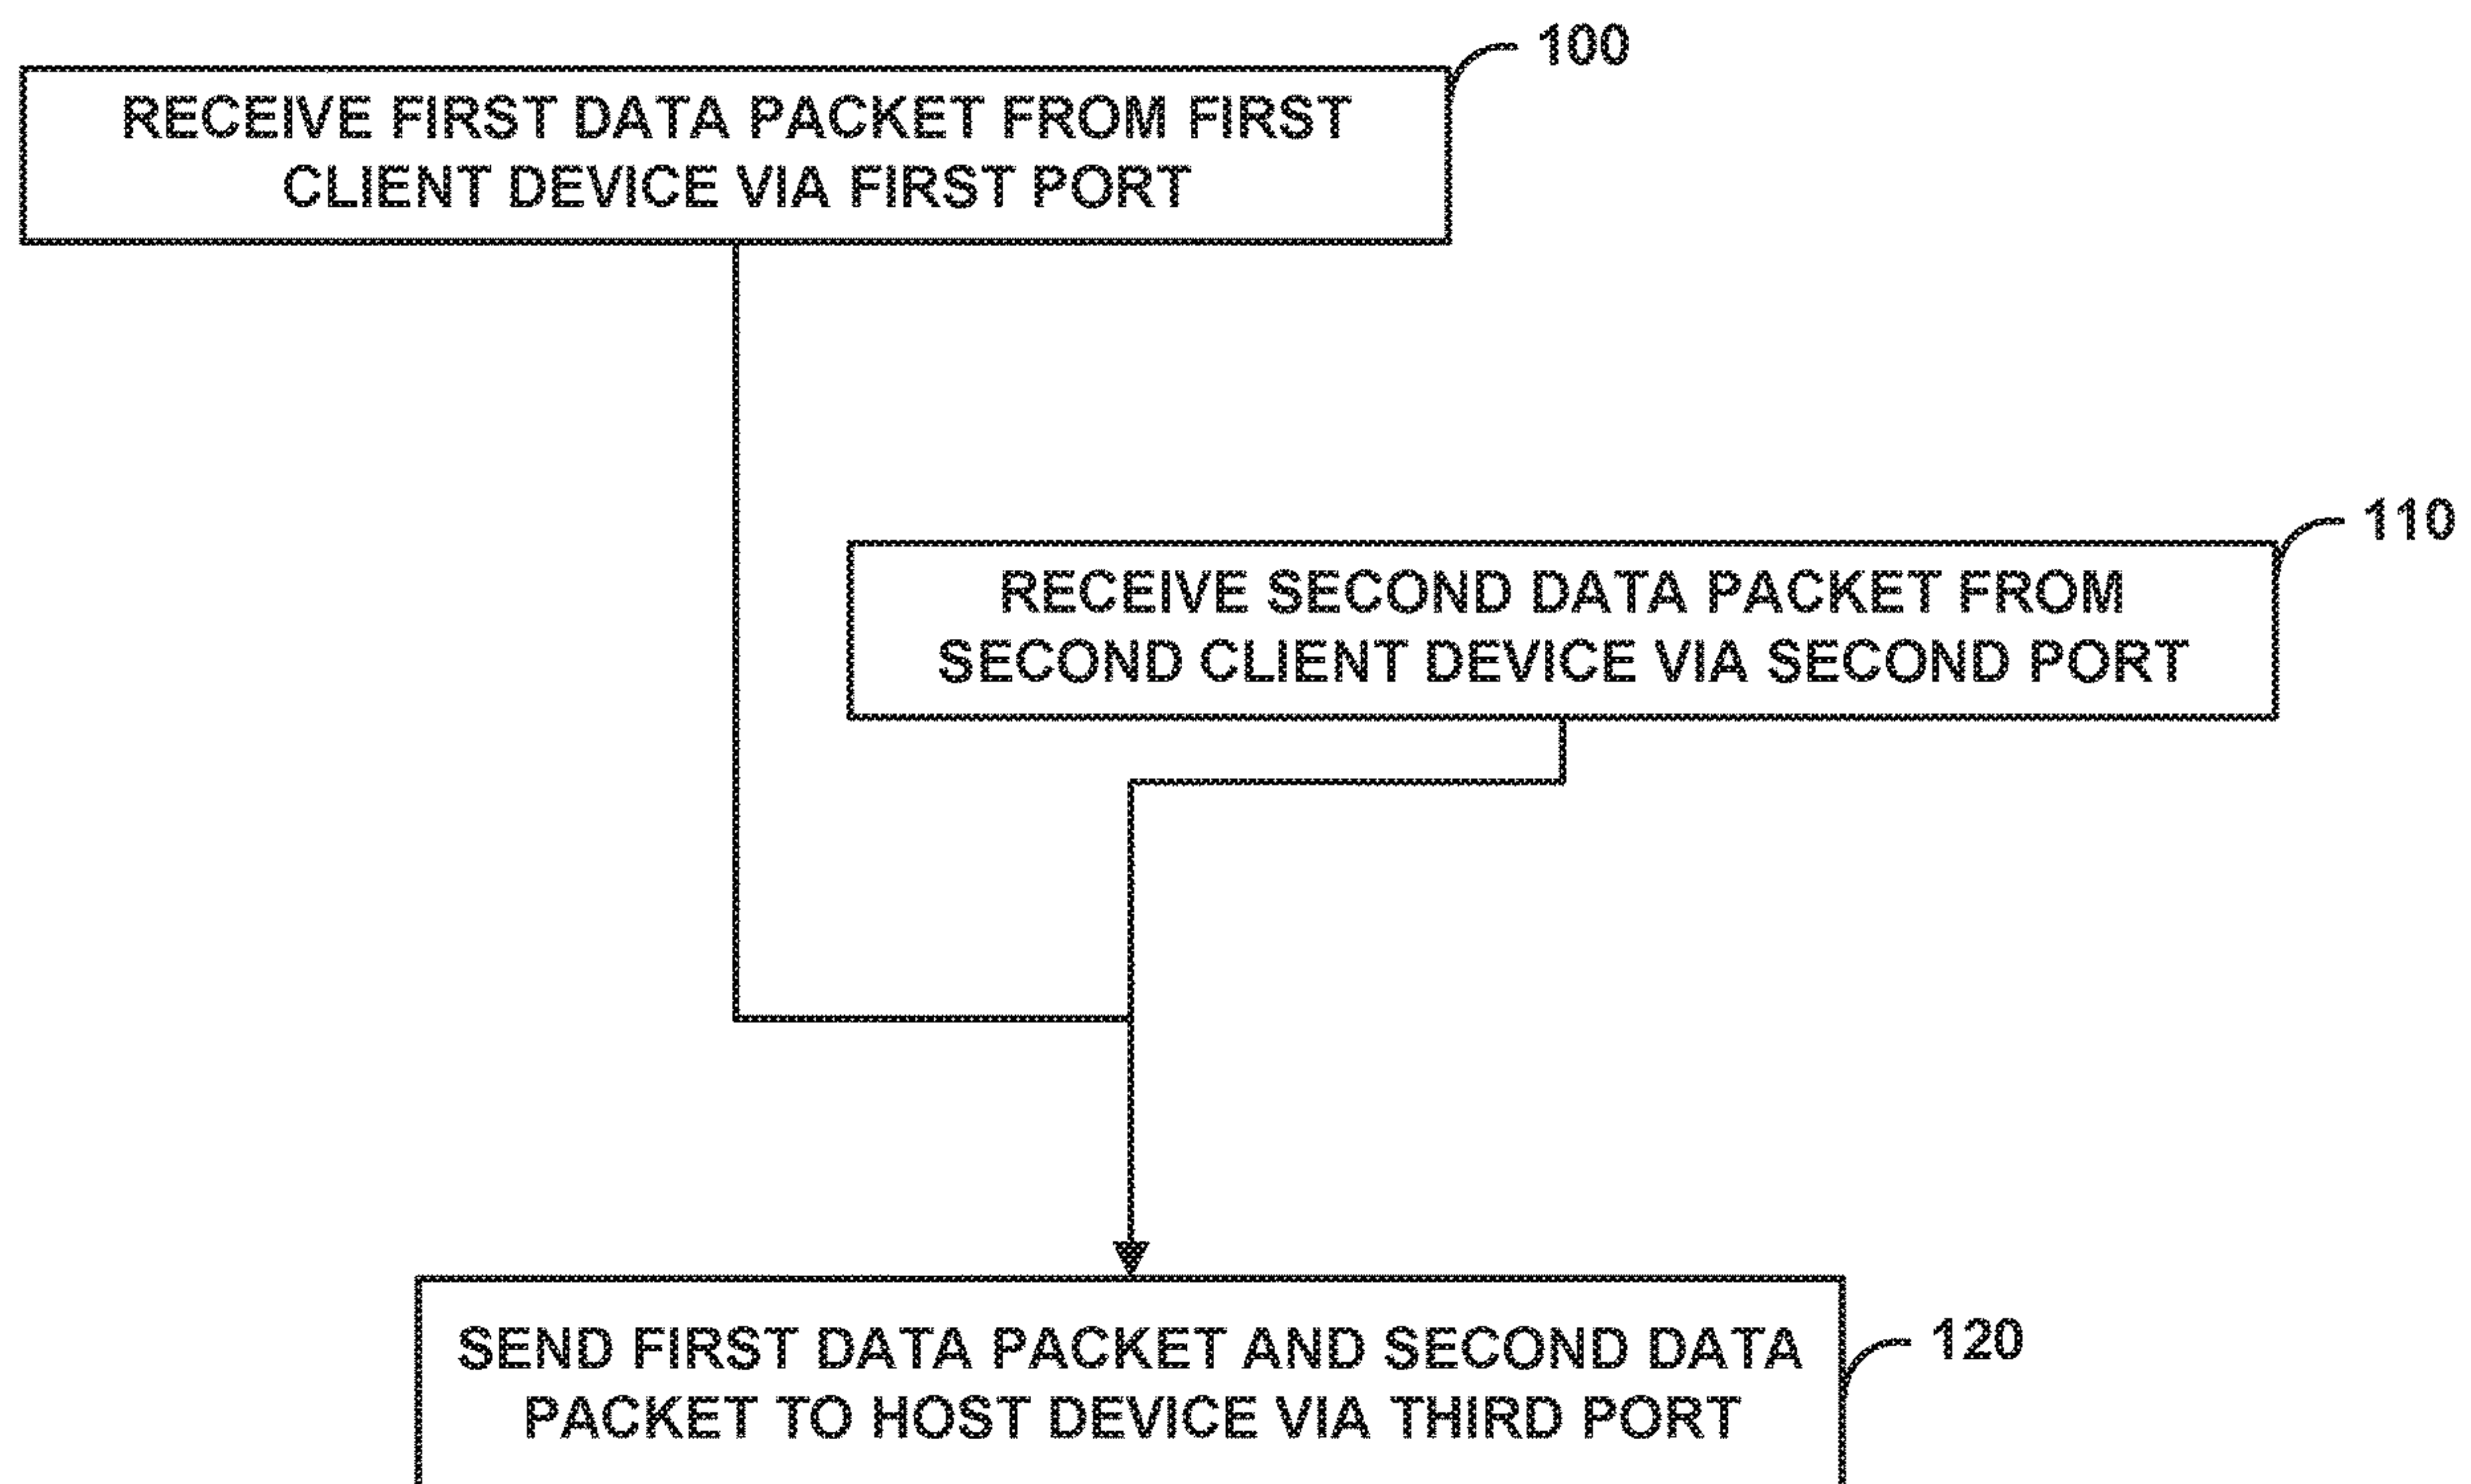 100
RECEIVE FIRST DATA PACKET FROM FIRST
CLIENT DEVICE VIA FIRST PORT
110
RECEIVE SECOND DATA PACKET FROM
SECOND CLIENT DEVICE VIA SECOND PORT
120
SEND FIRST DATA PACKET AND SECOND DATA
PACKET TO HOST DEVICE VIA THIRD PORT